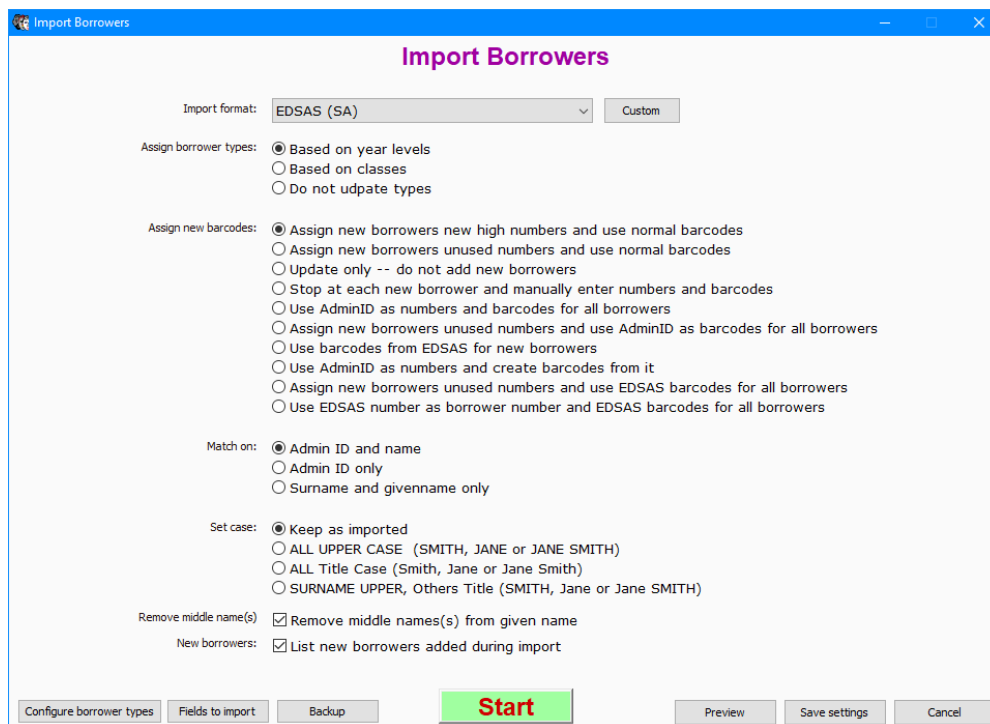 Import Borrowers
Import Borrowers
Import format: EDSAS (SA) Custom
Assign borrower types: Based on year levels
Based on classes
Do not udpate types
Assign new barcodes: Assign new borrowers new high numbers and use normal barcodes
Assign new borrowers unused numbers and use normal barcodes
Update only -- do not add new borrowers
Stop at each new borrower and manually enter numbers and barcodes
Use AdminID as numbers and barcodes for all borrowers
Assign new borrowers unused numbers and use AdminID as barcodes for all borrowers
Use barcodes from EDSAS for new borrowers
Use AdminID as numbers and create barcodes from it
Assign new borrowers unused numbers and use EDSAS barcodes for all borrowers
Use EDSAS number as borrower number and EDSAS barcodes for all borrowers
Match on: Admin ID and name
Admin ID only
Surname and givenname only
Set case: Keep as imported
ALL UPPER CASE (SMITH, JANE or JANE SMITH)
ALL Title Case (Smith, Jane or Jane Smith)
SURNAME UPPER, Others Title (SMITH, Jane or Jane SMITH)
Remove middle name(s) Remove middle names(s) from given name
New borrowers: List new borrowers added during import
Configure borrower types Fields to import Backup Start Preview Save settings Cancel